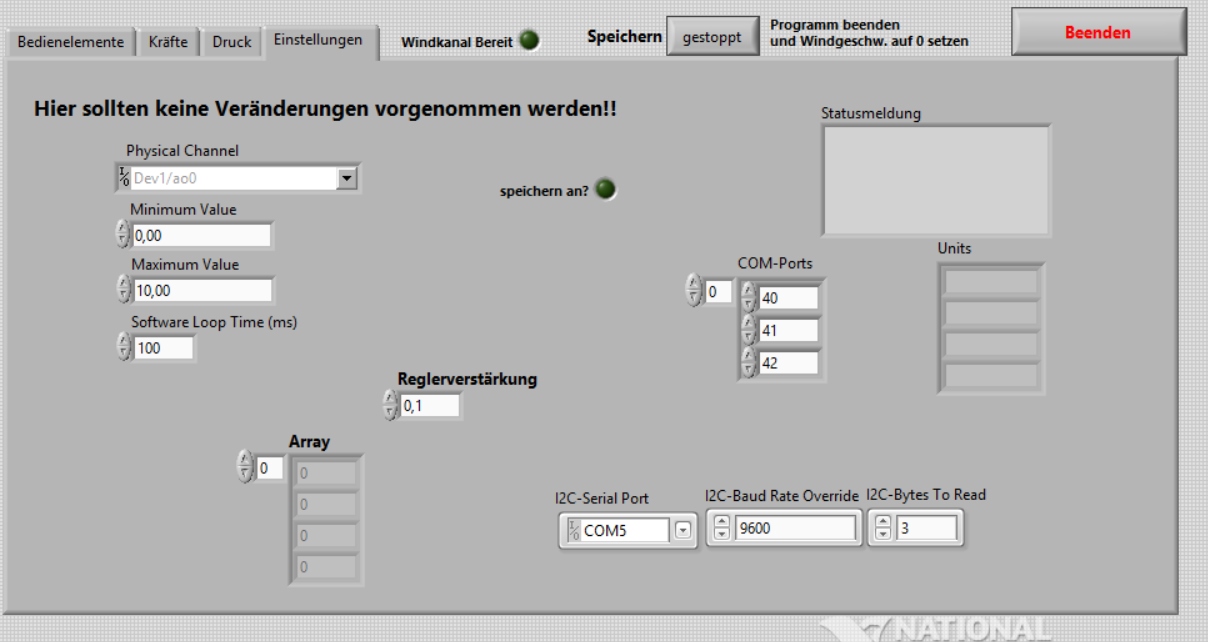 Bedienelemente
Kräfte
Druck
Einstellungen
Windkanal Bereit
Speichern
gestoppt
Programm beenden
und Windgeschw. auf 0 setzen
Beenden
Hier sollten keine Veränderungen vorgenommen werden!!
Statusmeldung
Physical Channel
Dev1/ao0
speichern an?
Minimum Value
0,00
Maximum Value
10,00
Software Loop Time (ms)
100
COM-Ports
0
40
41
42
Units
Reglerverstärkung
0,1
Array
0
0
0
0
0
I2C-Serial Port
COM5
I2C-Baud Rate Override
9600
I2C-Bytes To Read
3
NATIONAL